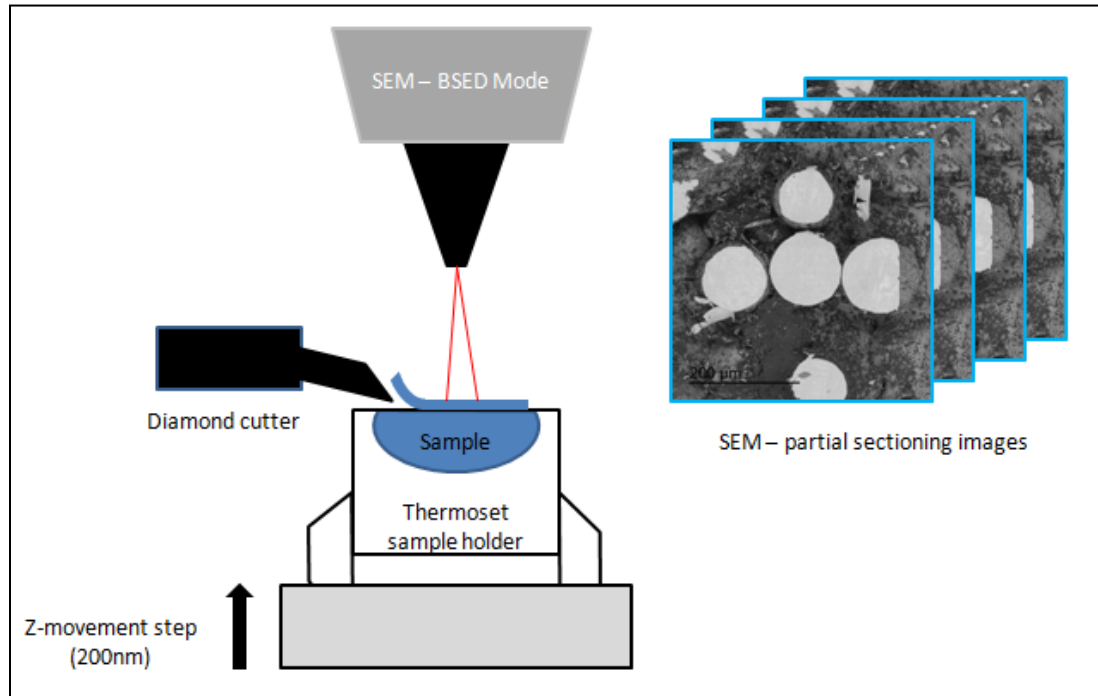 SEM – BSED Mode
Diamond cutter
Sample
Thermoset
sample holder
Z-movement step
(200nm)
200 µm
SEM – partial sectioning images